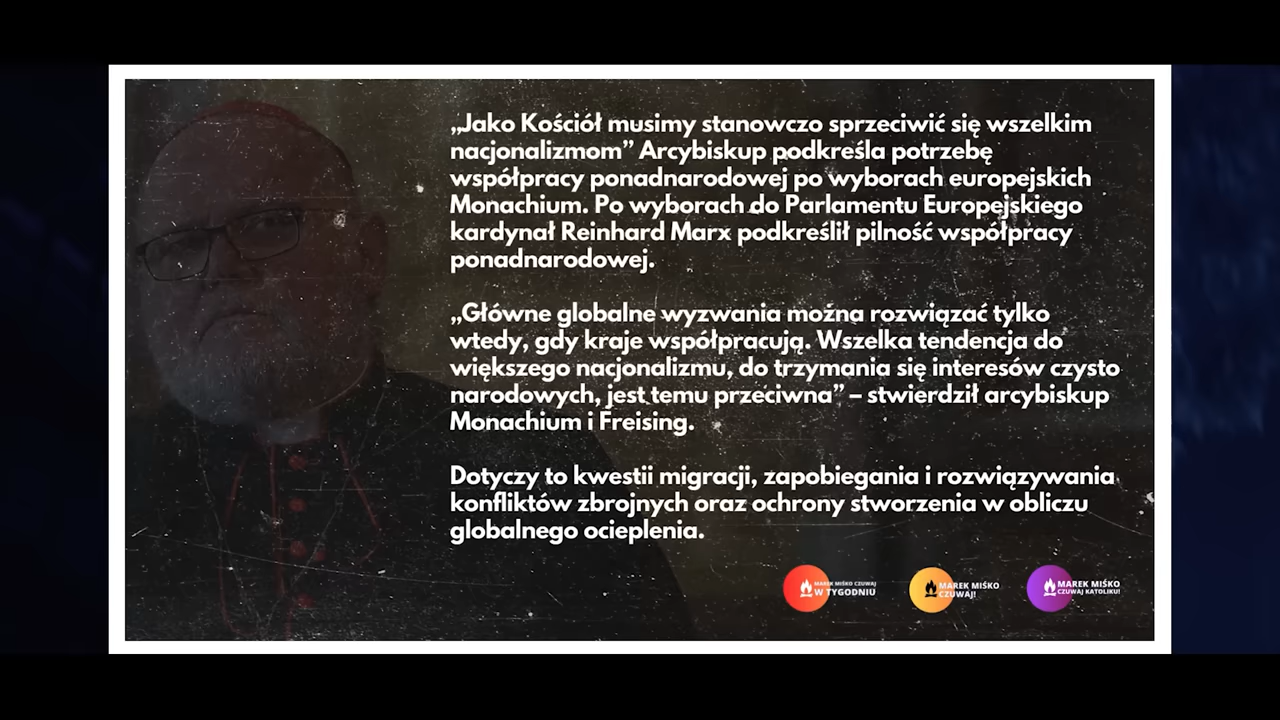 „Jako Kościół musimy stanowczo sprzeciwić się wszelkim
nacjonalizmom” Arcybiskup podkreśla potrzebę
współpracy ponadnarodowej po wyborach europejskich
Monachium. Po wyborach do Parlamentu Europejskiego
kardynał Reinhard Marx podkreślił pilność współpracy
ponadnarodowej.
„Główne globalne wyzwania można rozwiązać tylko
wtedy, gdy kraje współpracują. Wszelka tendencja do
większego nacjonalizmu, do trzymania się interesów czysto
narodowych, jest temu przeciwna” – stwierdził arcybiskup
Monachium i Freising.
Dotyczy to kwestii migracji, zapobiegania i rozwiązywania
konfliktów zbrojnych oraz ochrony stworzenia w obliczu
globalnego ocieplenia.
MAREK MIŚKO CZUWAJ
W TYGODNIU
MAREK MIŚKO
CZUWAJ!
MAREK MIŚKO
CZUWAJ KATOLIKU!